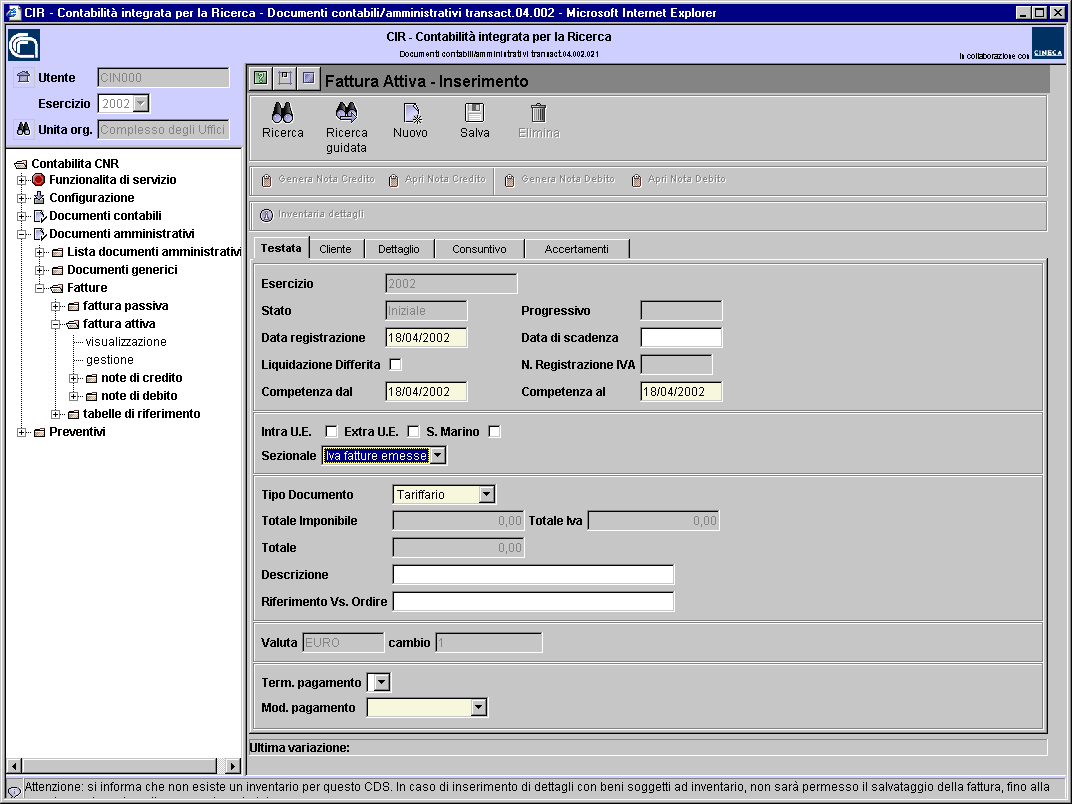 CIR - Contabilità integrata per la Ricerca - Documenti contabili/amministrativi transact.04.002 - Microsoft Internet Explorer
CIR - Contabilità integrata per la Ricerca
Documenti contabili/amministrativi transact.04.002.021
In collaborazione con CINECA
Utente CIN000
Esercizio 2002
Unita org. Complesso degli Uffici
Contabilita CNR
Funzionalita di servizio
Configurazione
Documenti contabili
Documenti amministrativi
Lista documenti amministrativi
Documenti generici
Fatture
fattura passiva
fattura attiva
visualizzazione
gestione
note di credito
note di debito
tabelle di riferimento
Preventivi
Fattura Attiva - Inserimento
Ricerca
Ricerca guidata
Nuovo
Salva
Elimina
Genera Nota Credito
Apri Nota Credito
Genera Nota Debito
Apri Nota Debito
Inventaria dettagli
Testata
Cliente
Dettaglio
Consuntivo
Accertamenti
Esercizio 2002
Stato Iniziale Progressivo
Data registrazione 18/04/2002 Data di scadenza
Liquidazione Differita N. Registrazione IVA
Competenza dal 18/04/2002 Competenza al 18/04/2002
Intra U.E. Extra U.E. S. Marino
Sezionale Iva fatture emesse
Tipo Documento Tariffario
Totale Imponibile 0,00 Totale Iva 0,00
Totale 0,00
Descrizione
Riferimento Vs. Ordire
Valuta EURO cambio 1
Term. pagamento
Mod. pagamento
Ultima variazione:
Attenzione: si informa che non esiste un inventario per questo CDS. In caso di inserimento di dettagli con beni soggetti ad inventario, non sarà permesso il salvataggio della fattura, fino alla